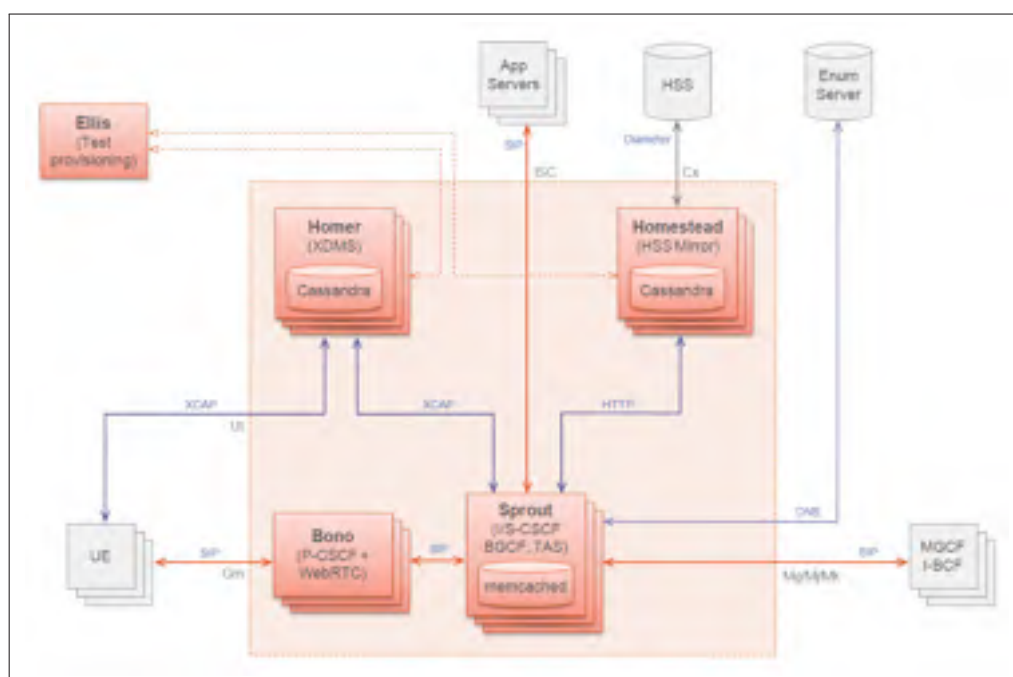 App
Servers
HSS
Enum
Server
Ellis
(Test
provisioning)
SIP
ISC
Diameter
Cx
Homer
(XDMS)
Cassandra
Homestead
(HSS Mirror)
Cassandra
XCAP
Ut
XCAP
HTTP
UE
SIP
Gm
Bono
(P-CSCF +
WebRTC)
SIP
Sprout
(I/S-CSCF
BGCF, TAS)
memcached
DNS
SIP
Mg/Mj/Mk
MGCF
I-BCF